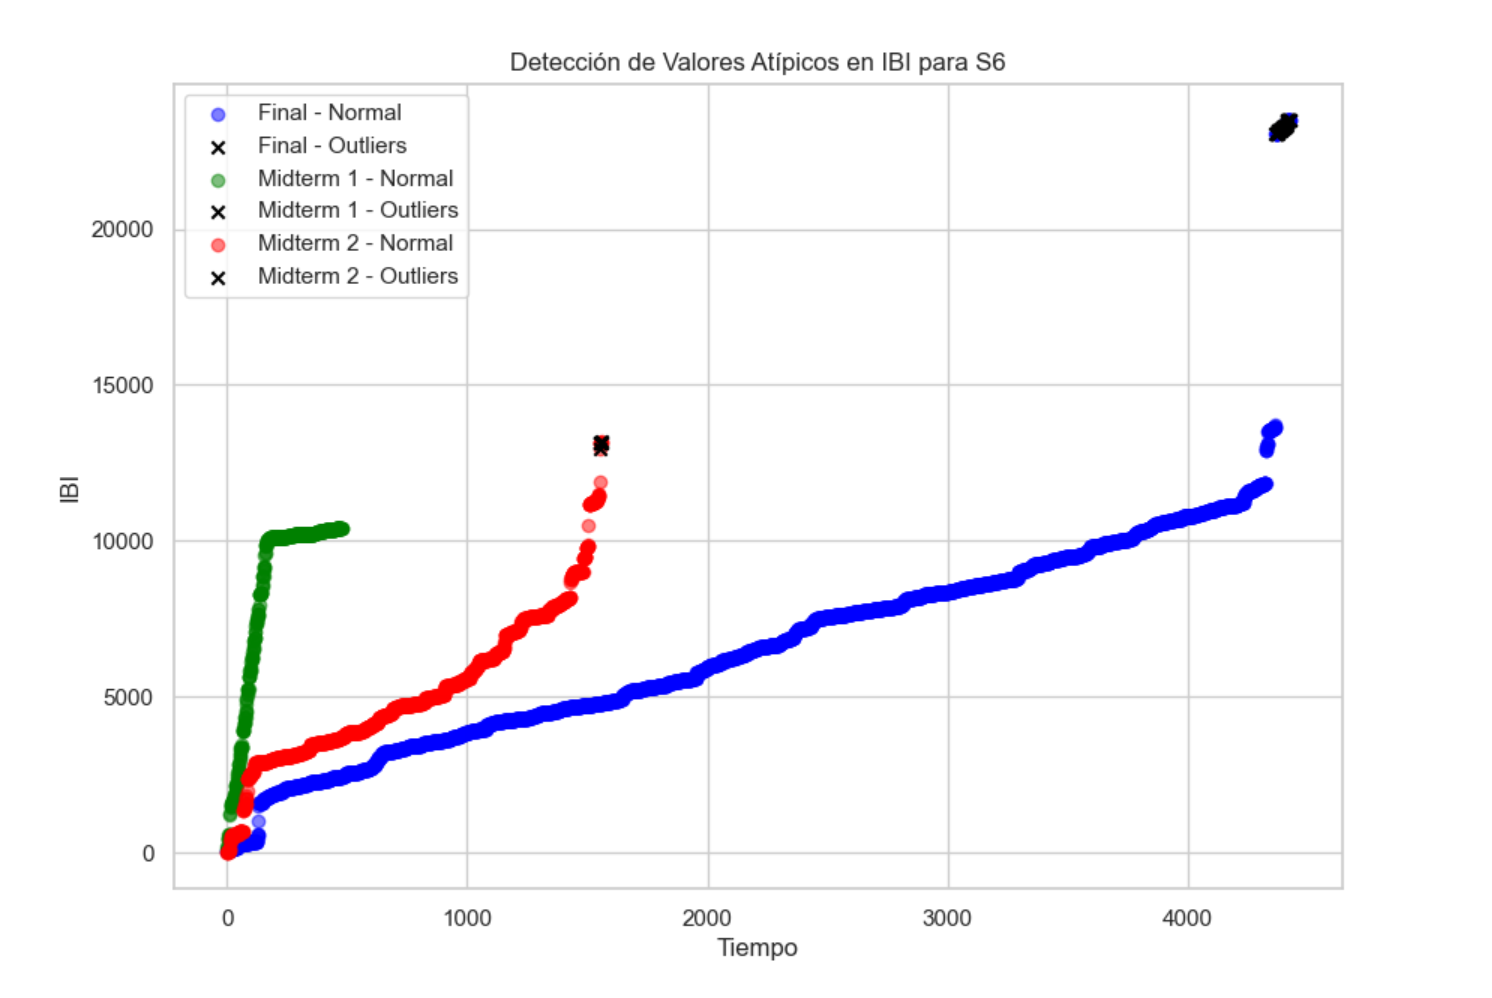 Detección de Valores Atípicos en IBI para S6
Final - Normal
Final - Outliers
Midterm 1 - Normal
Midterm 1 - Outliers
Midterm 2 - Normal
Midterm 2 - Outliers
20000
15000
10000
5000
0
IBI
0 1000 2000 3000 4000
Tiempo